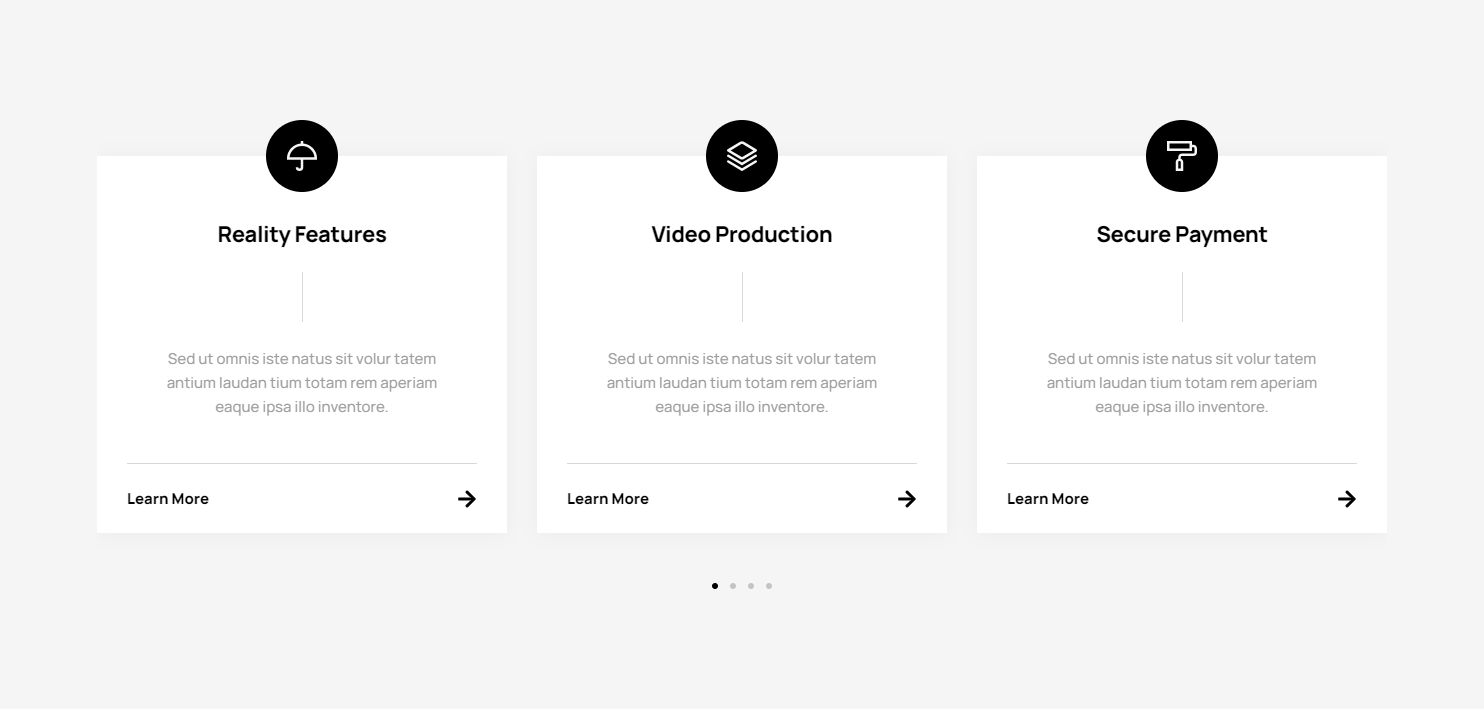 Reality Features
Sed ut omnis iste natus sit volur tatem
antium laudan tium totam rem aperiam
eaque ipsa illo inventore.
Learn More
Video Production
Sed ut omnis iste natus sit volur tatem
antium laudan tium totam rem aperiam
eaque ipsa illo inventore.
Learn More
Secure Payment
Sed ut omnis iste natus sit volur tatem
antium laudan tium totam rem aperiam
eaque ipsa illo inventore.
Learn More